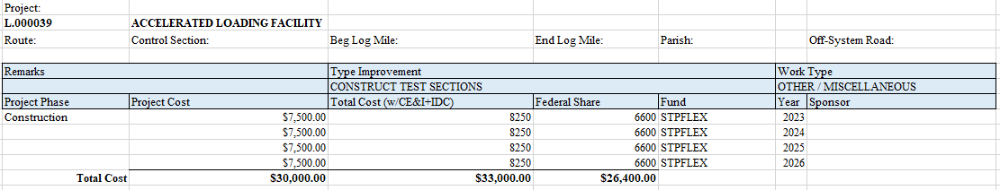 Project:
L.000039 ACCELERATED LOADING FACILITY
Route: Control Section: Beg Log Mile: End Log Mile: Parish: Off-System Road:
Remarks Type Improvement Work Type
CONSTRUCT TEST SECTIONS OTHER / MISCELLANEOUS
Project Phase Project Cost Total Cost (w/CE&I+IDC) Federal Share Fund Year Sponsor
Construction $7,500.00 8250 6600 STPFLEX 2023
$7,500.00 8250 6600 STPFLEX 2024
$7,500.00 8250 6600 STPFLEX 2025
$7,500.00 8250 6600 STPFLEX 2026
Total Cost $30,000.00 $33,000.00 $26,400.00